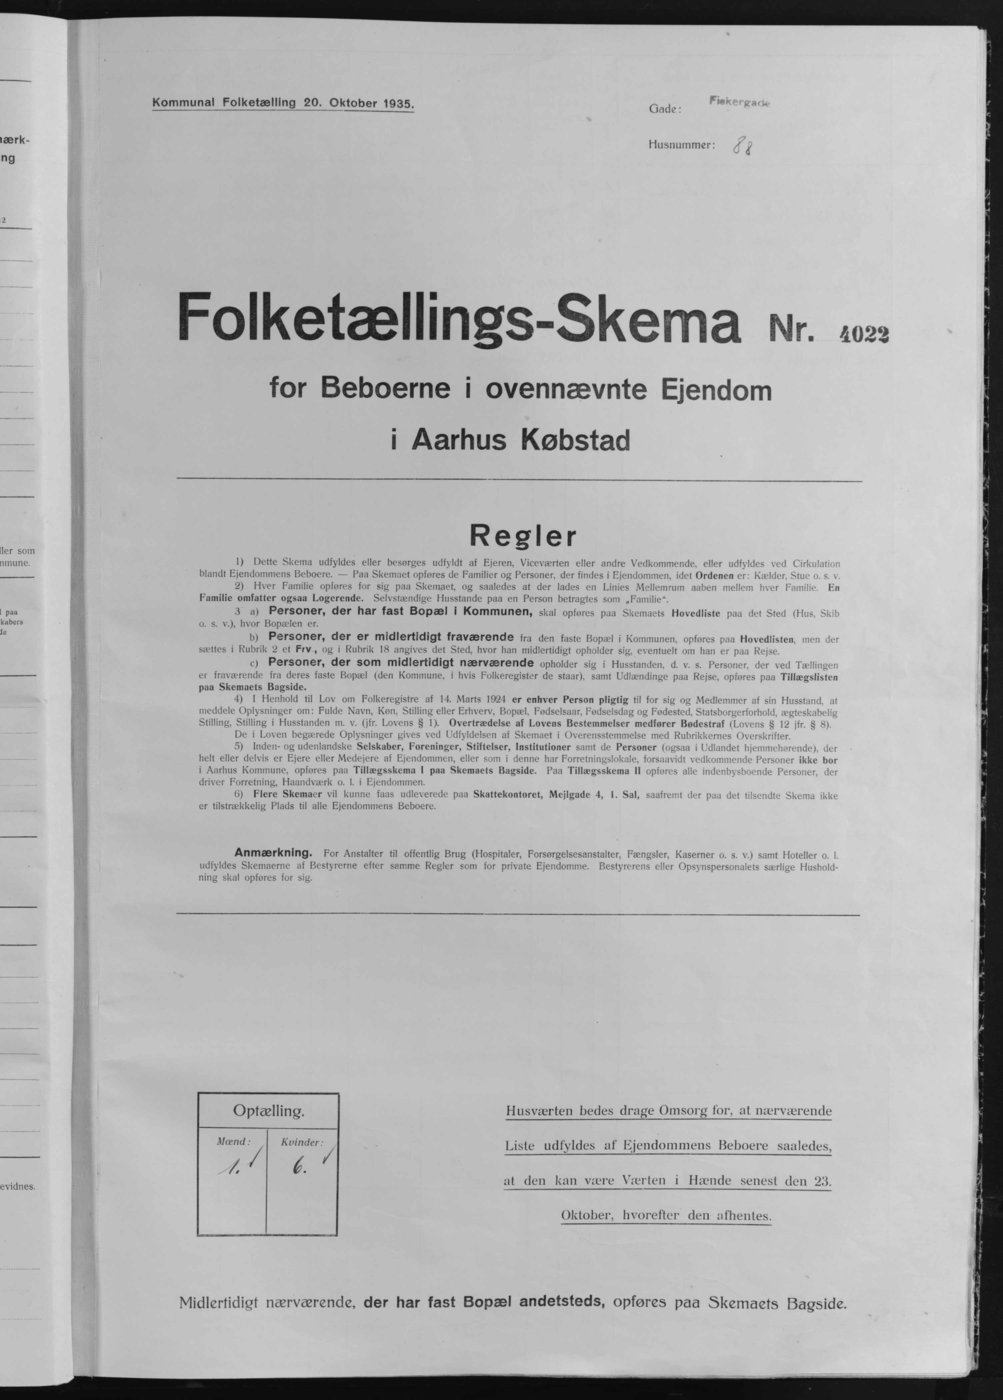 Kommunal Folketælling 20. Oktober 1935.
Gade: Fiskergade
Husnummer: 88
Folketællings-Skema Nr. 4022
for Beboerne i ovennævnte Ejendom
i Aarhus Købstad
Regler
1) Dette Skema udfyldes eller besørges udfyldt af Ejeren, Viceværten eller andre Vedkommende, eller udfyldes ved Cirkulation
blandt Ejendommens Beboere. — Paa Skemaet opføres de Familier og Personer, der findes i Ejendommen, idet Ordenen er: Kælder, Stue o. s. v.
2) Hver Familie opføres for sig paa Skemaet, og saaledes at der lades en Linies Mellemrum aaben mellem hver Familie. En
Familie omfatter ogsaa Logerende. Selvstændige Husstande paa en Person betragtes som „Familie“.
3 a) Personer, der har fast Bopæl i Kommunen, skal opføres paa Skemaets Hovedliste paa det Sted (Hus, Skib
o. s. v.), hvor Bopælen er.
b) Personer, der er midlertidigt fraværende fra den faste Bopæl i Kommunen, opføres paa Hovedlisten, men der
sættes i Rubrik 2 et Frv., og i Rubrik 18 angives det Sted, hvor han midlertidigt opholder sig, eventuelt om han er paa Rejse.
c) Personer, der som midlertidigt nærværende opholder sig i Husstanden, d. v. s. Personer, der ved Tællingen
er fraværende fra deres faste Bopæl (den Kommune, i hvis Folkeregister de staar), samt Udlændinge paa Rejse, opføres paa Tillægslisten
paa Skemaets Bagside.
4) I Henhold til Lov om Folkeregistre af 14. Marts 1924 er enhver Person pligtig til for sig og Medlemmer af sin Husstand, at
meddele Oplysninger om: Fulde Navn, Køn, Stilling eller Erhverv, Bopæl, Fødselsaar, Fødselsdag og Fødested, Statsborgerforhold, ægteskabelig
Stilling, Stilling i Husstanden m. v. (jfr. Lovens § 1). Overtrædelse af Lovens Bestemmelser medfører Bødestraf (Lovens § 12 jfr. § 8).
De i Loven begærede Oplysninger gives ved Udfyldelsen af Skemaet i Overensstemmelse med Rubrikkernes Overskrifter.
5) Inden- og udenlandske Selskaber, Foreninger, Stiftelser, Institutioner samt de Personer (ogsaa i Udlandet hjemmehørende), der
helt eller delvis er Ejere eller Medejere af Ejendommen, eller som i denne har Forretningslokale, forsaavidt vedkommende Personer ikke bor
i Aarhus Kommune, opføres paa Tillægsskema I paa Skemaets Bagside. Paa Tillægsskema II opføres alle indenbysboende Personer, der
driver Forretning, Haandværk o. l. i Ejendommen.
6) Flere Skemaer vil kunne faas udleverede paa Skattekontoret, Mejlgade 4, 1. Sal, saafremt der paa det tilsendte Skema ikke
er tilstrækkelig Plads til alle Ejendommens Beboere.
Anmærkning. For Anstalter til offentlig Brug (Hospitaler, Forsørgelsesanstalter, Fængsler, Kaserner o. s. v.) samt Hoteller o. l.
udfyldes Skemaerne af Bestyrerne efter samme Regler som for private Ejendomme. Bestyrerens eller Opsynspersonalets særlige Hushold-
ning skal opføres for sig.
Optælling.
Mænd: Kvinder:
1. 6.
Husværten bedes drage Omsorg for, at nærværende
Liste udfyldes af Ejendommens Beboere saaledes,
at den kan være Værten i Hænde senest den 23.
Oktober, hvorefter den afhentes.
Midlertidigt nærværende, der har fast Bopæl andetsteds, opføres paa Skemaets Bagside.